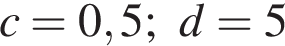 c = 0,5; d = 5